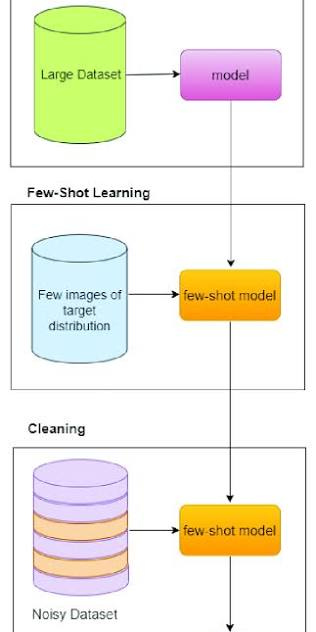 Large Dataset
model
Few-Shot Learning
Few images of
target
distribution
few-shot model
Cleaning
few-shot model
Noisy Dataset